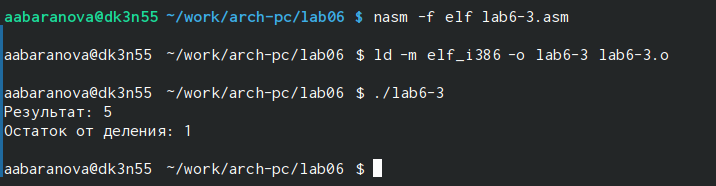 aabaranova@dk3n55 ~/work/arch-pc/lab06 $ nasm -f elf lab6-3.asm
aabaranova@dk3n55 ~/work/arch-pc/lab06 $ ld -m elf_i386 -o lab6-3 lab6-3.o
aabaranova@dk3n55 ~/work/arch-pc/lab06 $ ./lab6-3
Результат: 5
Остаток от деления: 1
aabaranova@dk3n55 ~/work/arch-pc/lab06 $